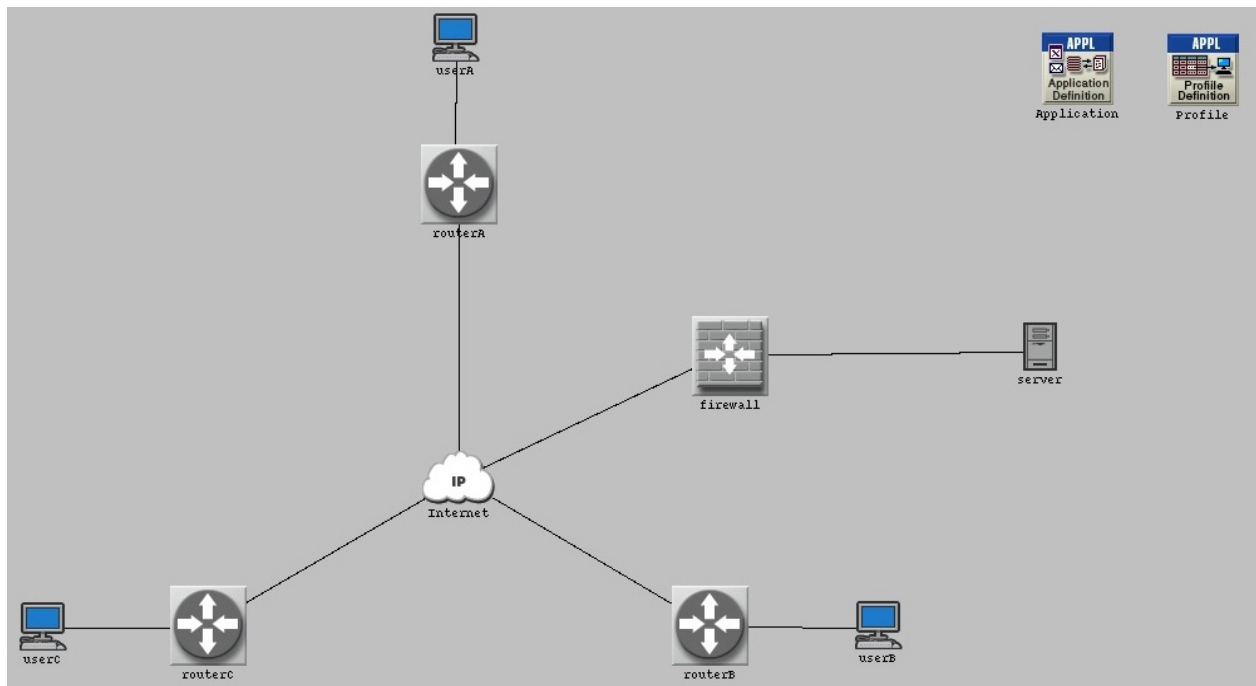 userA
APPL
Application
Definition
Application
APPL
Profile
Definition
Profile
routerA
firewall
server
IP
Internet
userC
routerC
routerB
userB